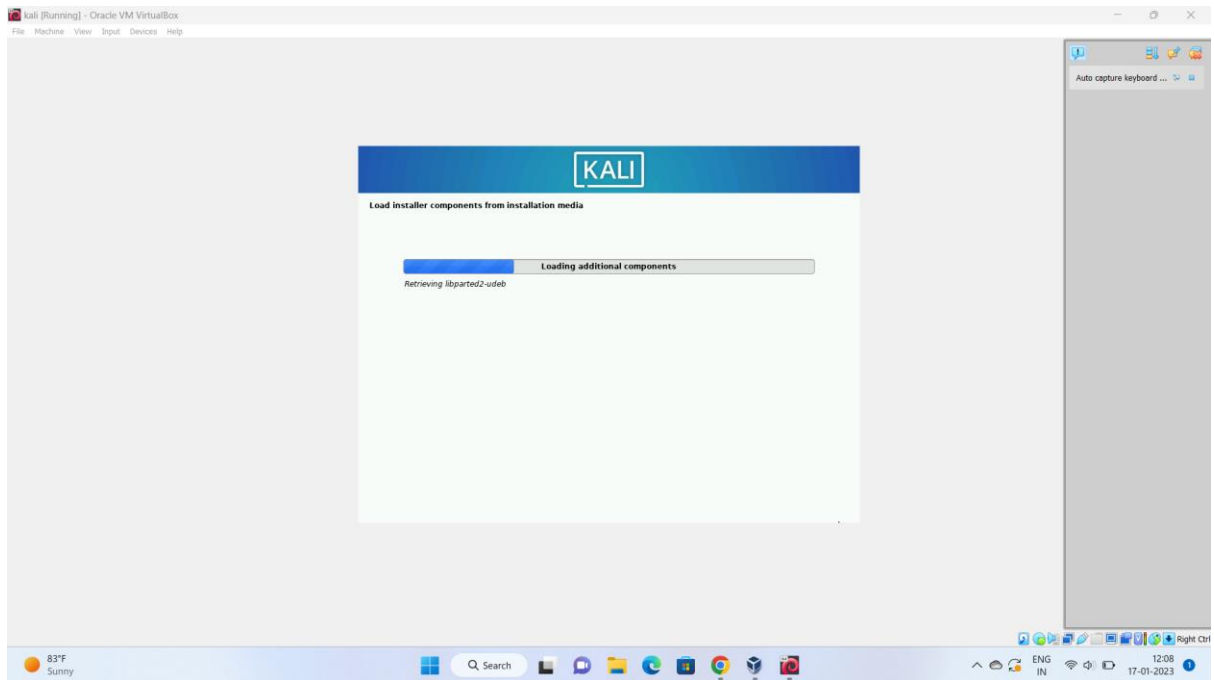 kali [Running] - Oracle VM VirtualBox
File Machine View Input Devices Help
Auto capture keyboard ...
KALI
Load installer components from installation media
Loading additional components
Retrieving libparted2-udeb
Right Ctrl
83°F
Sunny
Search
ENG
IN
12:08
17-01-2023
1